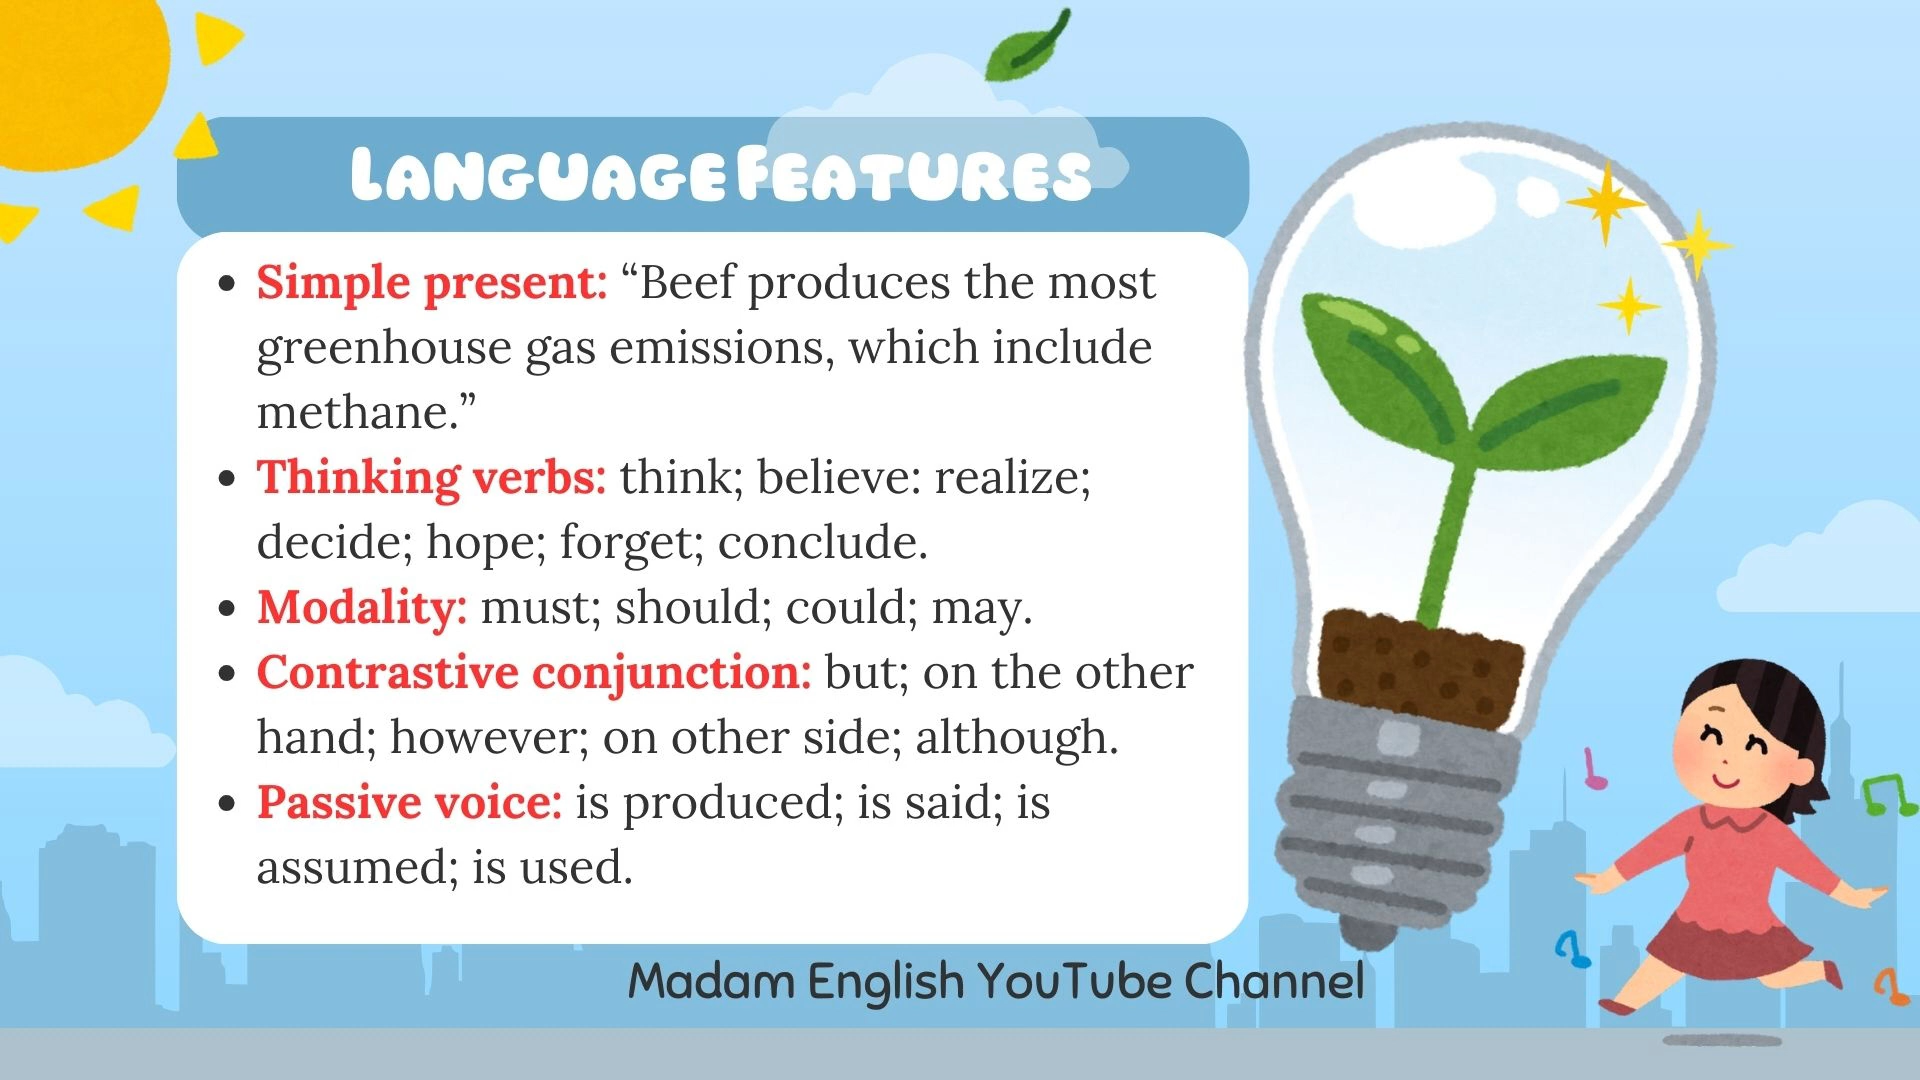 LANGUAGE FEATURES
• Simple present: “Beef produces the most
greenhouse gas emissions, which include
methane.”
• Thinking verbs: think; believe: realize;
decide; hope; forget; conclude.
• Modality: must; should; could; may.
• Contrastive conjunction: but; on the other
hand; however; on other side; although.
• Passive voice: is produced; is said; is
assumed; is used.
Madam English YouTube Channel